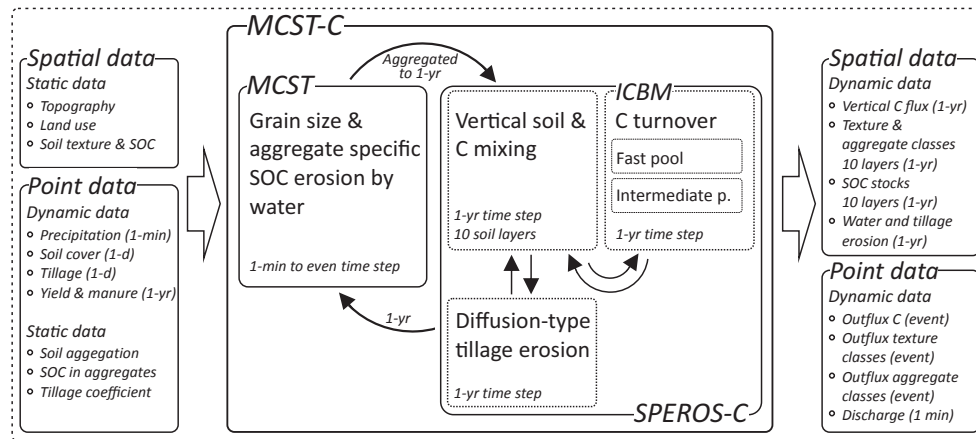 MCST-C
Spatial data
Static data
Topography
Land use
Soil texture & SOC
Point data
Dynamic data
Precipitation (1-min)
Soil cover (1-d)
Tillage (1-d)
Yield & manure (1-yr)
Static data
Soil aggegation
SOC in aggregates
Tillage coefficient
Aggregated
to 1-yr
MCST
Grain size &
aggregate specific
SOC erosion by
water
1-min to even time step
1-yr
Vertical soil &
C mixing
1-yr time step
10 soil layers
ICBM
C turnover
Fast pool
Intermediate p.
1-yr time step
Diffusion-type
tillage erosion
1-yr time step
SPEROS-C
Spatial data
Dynamic data
Vertical C flux (1-yr)
Texture &
aggregate classes
10 layers (1-yr)
SOC stocks
10 layers (1-yr)
Water and tillage
erosion (1-yr)
Point data
Dynamic data
Outflux C (event)
Outflux texture
classes (event)
Outflux aggregate
classes (event)
Discharge (1 min)